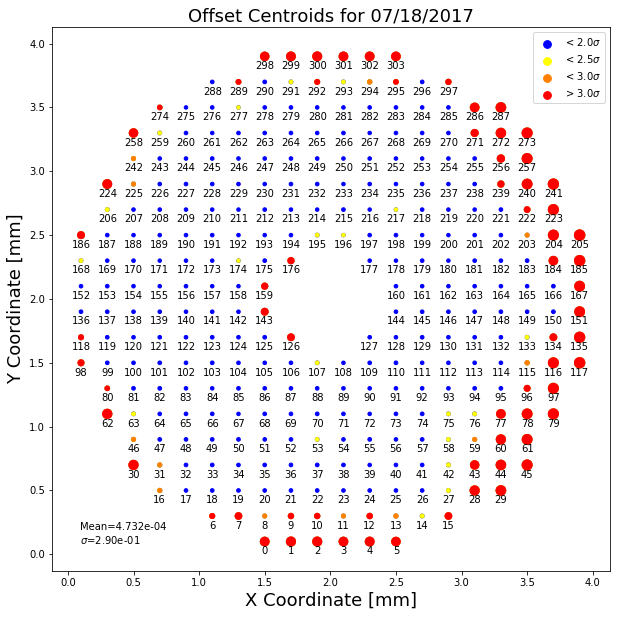 Offset Centroids for 07/18/2017
< 2.0σ
< 2.5σ
< 3.0σ
> 3.0σ
Y Coordinate [mm]
4.0
3.5
3.0
2.5
2.0
1.5
1.0
0.5
0.0
298 299 300 301 302 303
288 289 290 291 292 293 294 295 296 297
274 275 276 277 278 279 280 281 282 283 284 285 286 287
258 259 260 261 262 263 264 265 266 267 268 269 270 271 272 273
242 243 244 245 246 247 248 249 250 251 252 253 254 255 256 257
224 225 226 227 228 229 230 231 232 233 234 235 236 237 238 239 240 241
206 207 208 209 210 211 212 213 214 215 216 217 218 219 220 221 222 223
186 187 188 189 190 191 192 193 194 195 196 197 198 199 200 201 202 203 204 205
168 169 170 171 172 173 174 175 176 177 178 179 180 181 182 183 184 185
152 153 154 155 156 157 158 159 160 161 162 163 164 165 166 167
136 137 138 139 140 141 142 143 144 145 146 147 148 149 150 151
118 119 120 121 122 123 124 125 126 127 128 129 130 131 132 133 134 135
98 99 100 101 102 103 104 105 106 107 108 109 110 111 112 113 114 115 116 117
80 81 82 83 84 85 86 87 88 89 90 91 92 93 94 95 96 97
62 63 64 65 66 67 68 69 70 71 72 73 74 75 76 77 78 79
46 47 48 49 50 51 52 53 54 55 56 57 58 59 60 61
30 31 32 33 34 35 36 37 38 39 40 41 42 43 44 45
16 17 18 19 20 21 22 23 24 25 26 27 28 29
6 7 8 9 10 11 12 13 14 15
0 1 2 3 4 5
Mean=4.732e-04
σ=2.90e-01
0.0 0.5 1.0 1.5 2.0 2.5 3.0 3.5 4.0
X Coordinate [mm]